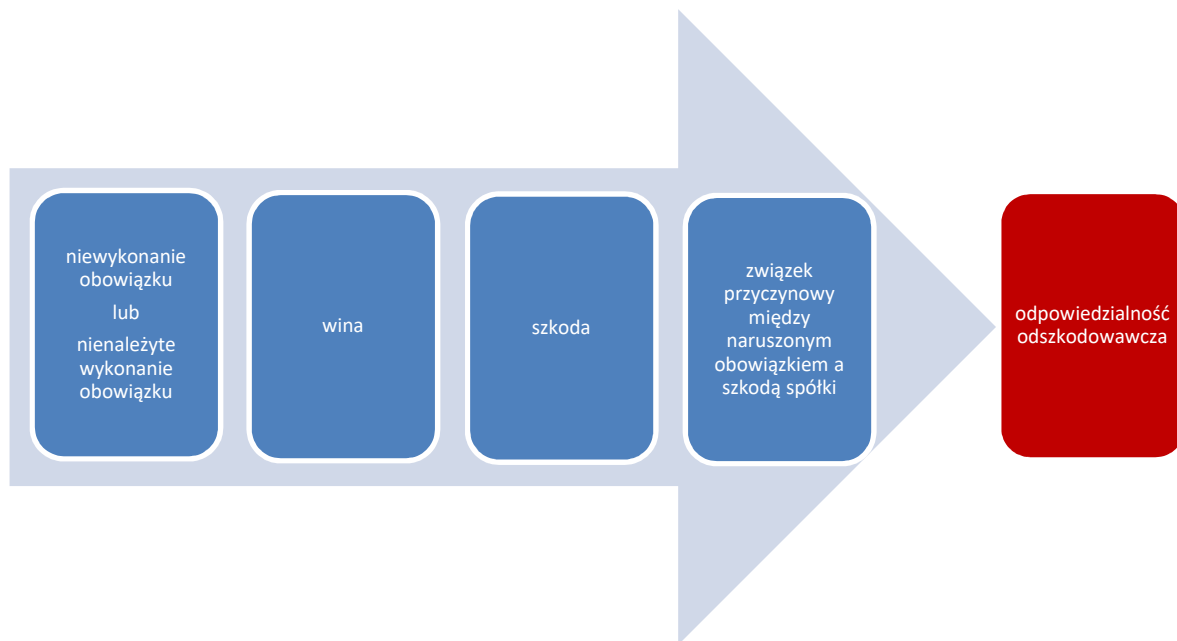 niewykonanie
obowiązku
lub
nienależyte
wykonanie
obowiązku
wina
szkoda
związek
przyczynowy
między
naruszonym
obowiązkiem a
szkodą spółki
odpowiedzialność
odszkodowawcza